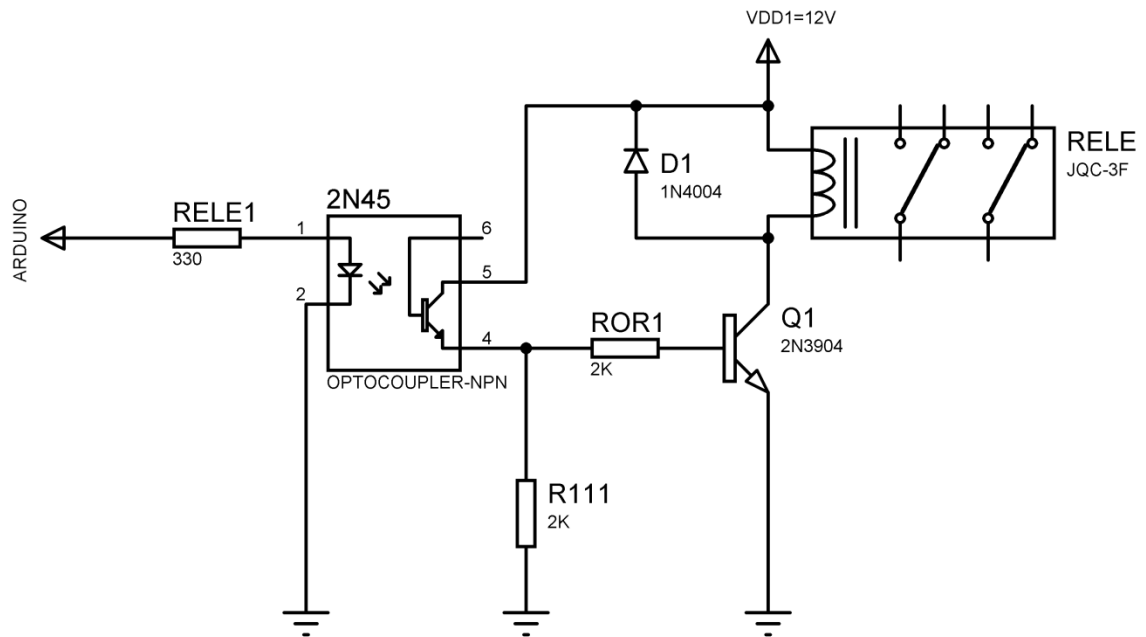 VDD1=12V
RELE
JQC-3F
D1
1N4004
2N45
RELE1
330
ARDUINO
1
2
6
5
4
OPTOCOUPLER-NPN
ROR1
2K
Q1
2N3904
R111
2K